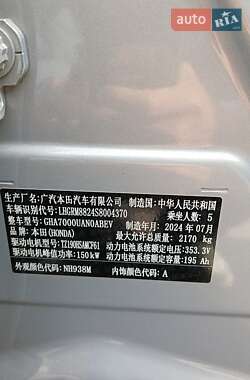 RIA.com
生产厂名: 广汽本田汽车有限公司 制造国: 中华人民共和国
车辆识别代号: LHGRM8824S8004370 乘坐人数: 5
整车型号: GHA7000UAN0ABEV 制造年月: 2024 年 07月
品牌: 本田(HONDA) 最大允许总质量: 2170 kg
驱动电机型号: TZ190HSAMCF61 动力电池系统额定电压: 353.3V
驱动电机峰值功率: 150kW 动力电池系统额定容量: 195 Ah
外观颜色代码: NH938M 内饰颜色代码: A